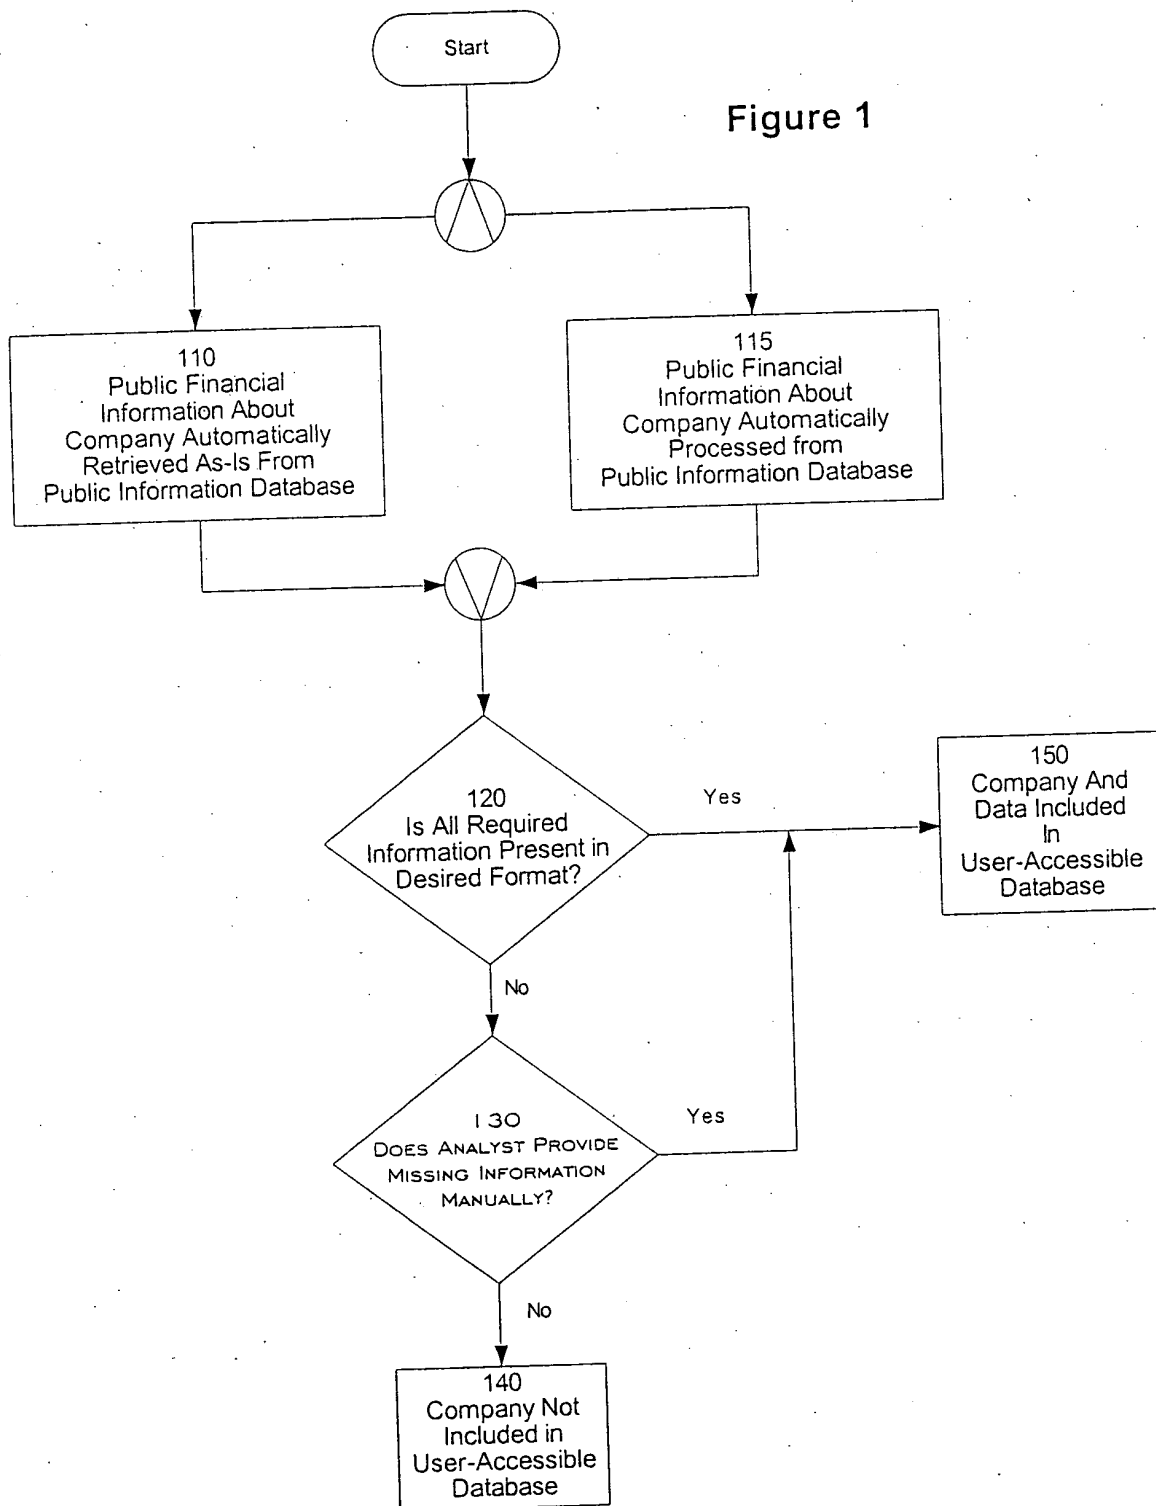 Start
Figure 1
110
Public Financial
Information About
Company Automatically
Retrieved As-Is From
Public Information Database
115
Public Financial
Information About
Company Automatically
Processed from
Public Information Database
120
Is All Required
Information Present in
Desired Format?
Yes
150
Company And
Data Included
In
User-Accessible
Database
No
130
DOES ANALYST PROVIDE
MISSING INFORMATION
MANUALLY?
Yes
No
140
Company Not
Included in
User-Accessible
Database